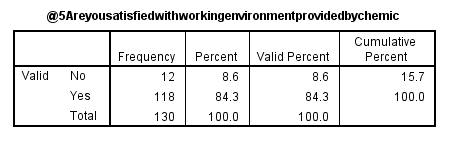 @5Areyousatisfiedwithworkingenvironmentprovidedbychemic
Frequency Percent Valid Percent Cumulative Percent
Valid No 12 8.6 8.6 15.7
Yes 118 84.3 84.3 100.0
Total 130 100.0 100.0